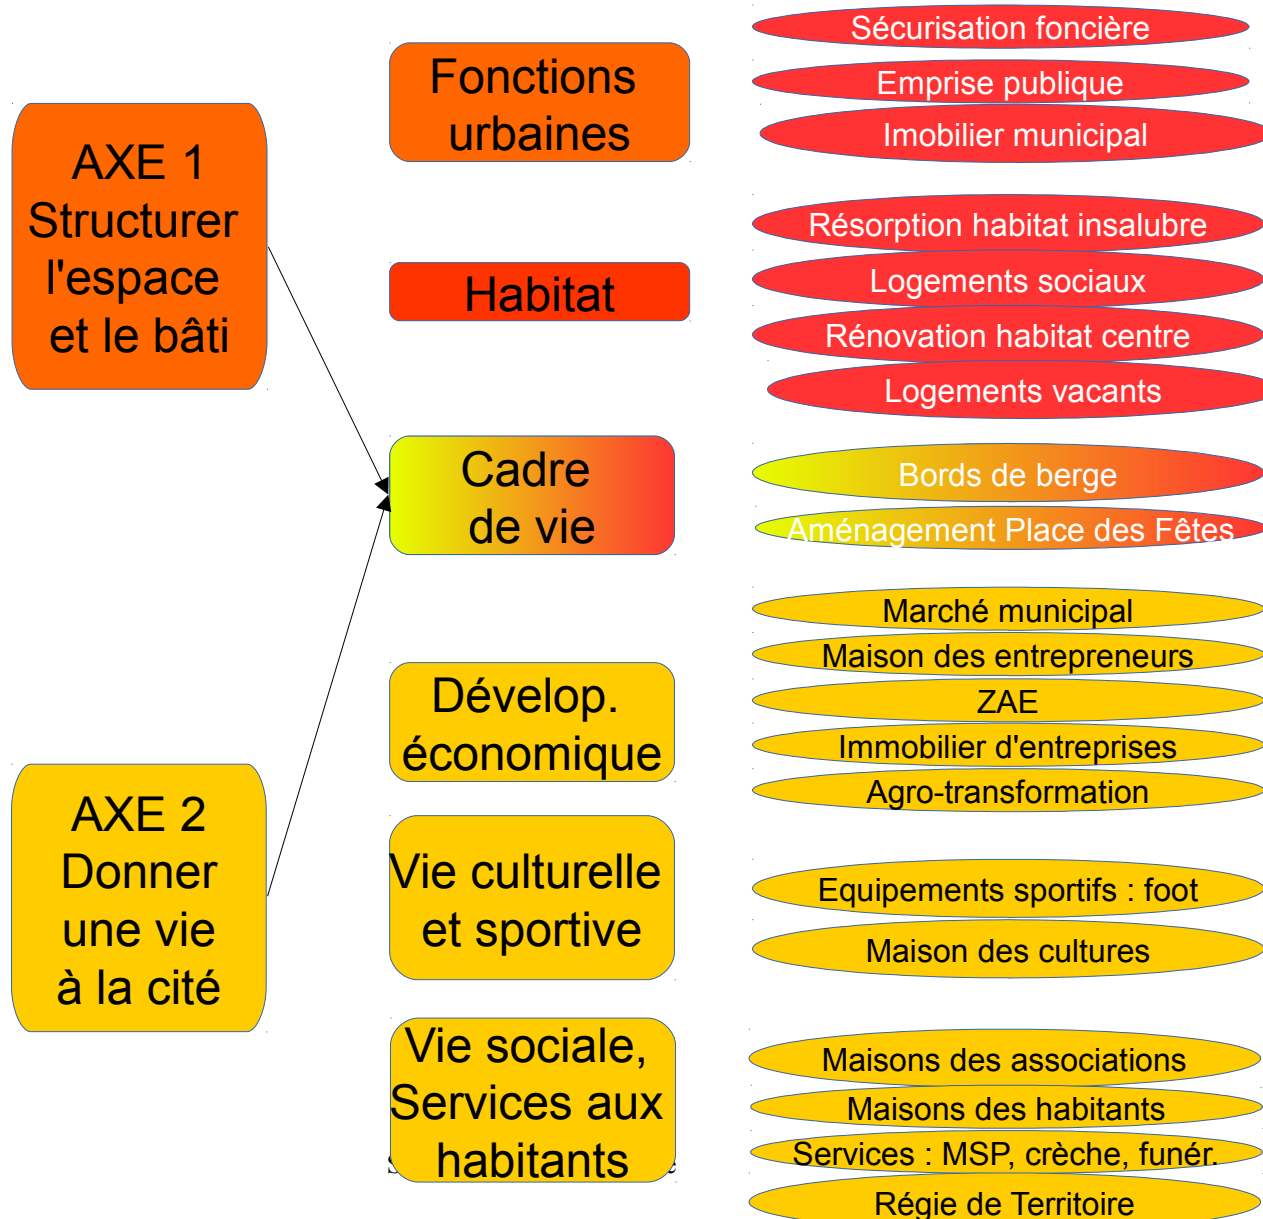 AXE 1
Structurer
l'espace
et le bâti
Fonctions
urbaines
Sécurisation foncière
Emprise publique
Imobilier municipal
Habitat
Résorption habitat insalubre
Logements sociaux
Rénovation habitat centre
Logements vacants
Cadre
de vie
Bords de berge
Aménagement Place des Fêtes
AXE 2
Donner
une vie
à la cité
Dévelop.
économique
Marché municipal
Maison des entrepreneurs
ZAE
Immobilier d'entreprises
Agro-transformation
Vie culturelle
et sportive
Equipements sportifs : foot
Maison des cultures
Vie sociale,
Services aux
habitants
Maisons des associations
Maisons des habitants
Services : MSP, crèche, funér.
Régie de Territoire